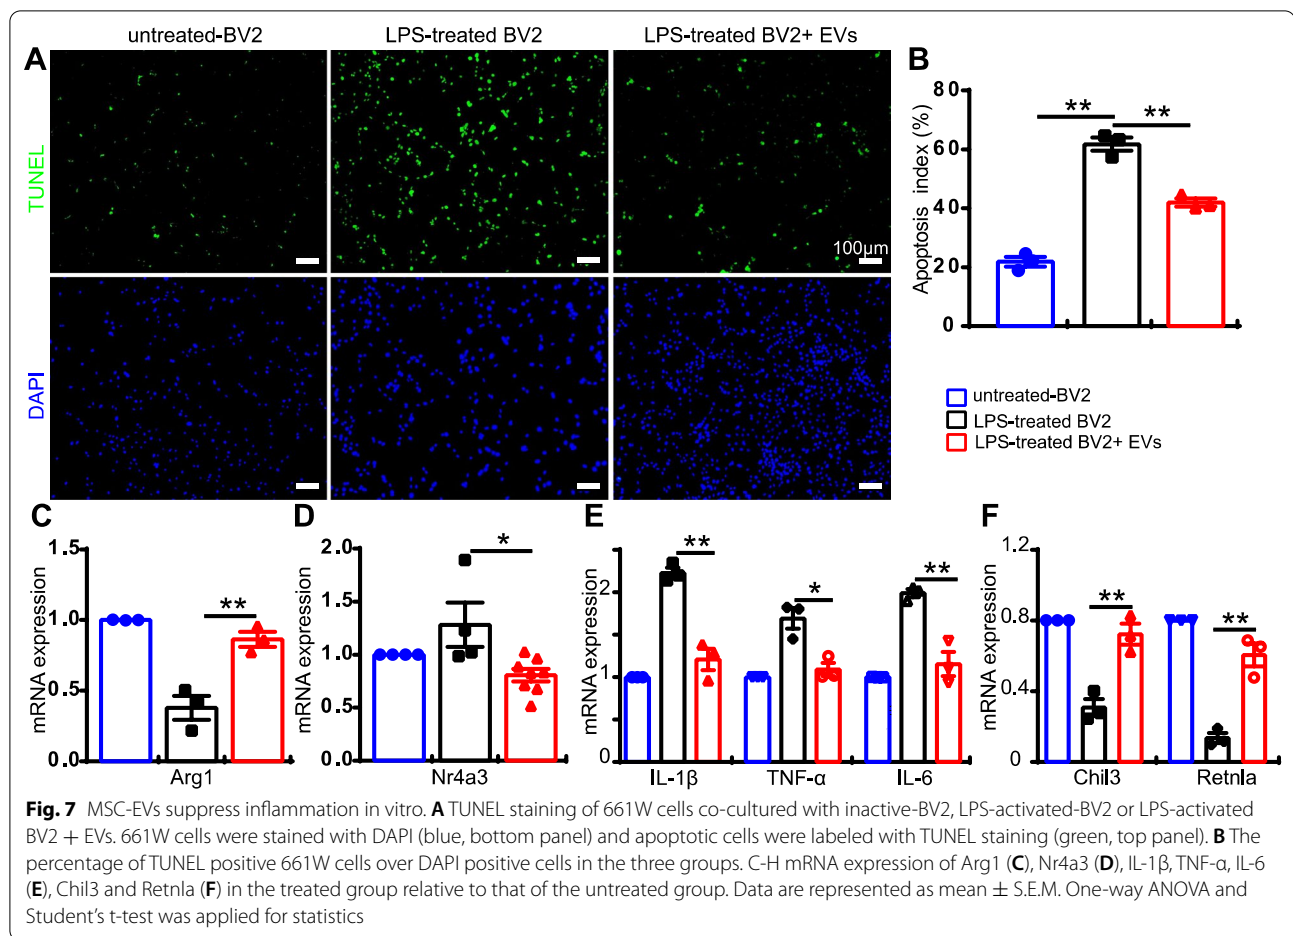 untreated-BV2 LPS-treated BV2 LPS-treated BV2+ EVs
A
TUNEL
100μm
DAPI
B
Apoptosis index (%)
80
60
40
20
0
** **
untreated-BV2
LPS-treated BV2
LPS-treated BV2+ EVs
C
mRNA expression
1.5
1.0
0.5
0.0
**
Arg1
D
mRNA expression
2.0
1.5
1.0
0.5
0.0
*
Nr4a3
E
mRNA expression
2
1
0
** * **
IL-1β TNF-α IL-6
F
mRNA expression
1.2
0.8
0.4
0
** **
Chil3 Retnla
Fig. 7 MSC-EVs suppress inflammation in vitro. A TUNEL staining of 661W cells co-cultured with inactive-BV2, LPS-activated-BV2 or LPS-activated
BV2 + EVs. 661W cells were stained with DAPI (blue, bottom panel) and apoptotic cells were labeled with TUNEL staining (green, top panel). B The
percentage of TUNEL positive 661W cells over DAPI positive cells in the three groups. C-H mRNA expression of Arg1 (C), Nr4a3 (D), IL-1β, TNF-α, IL-6
(E), Chil3 and Retnla (F) in the treated group relative to that of the untreated group. Data are represented as mean ± S.E.M. One-way ANOVA and
Student's t-test was applied for statistics